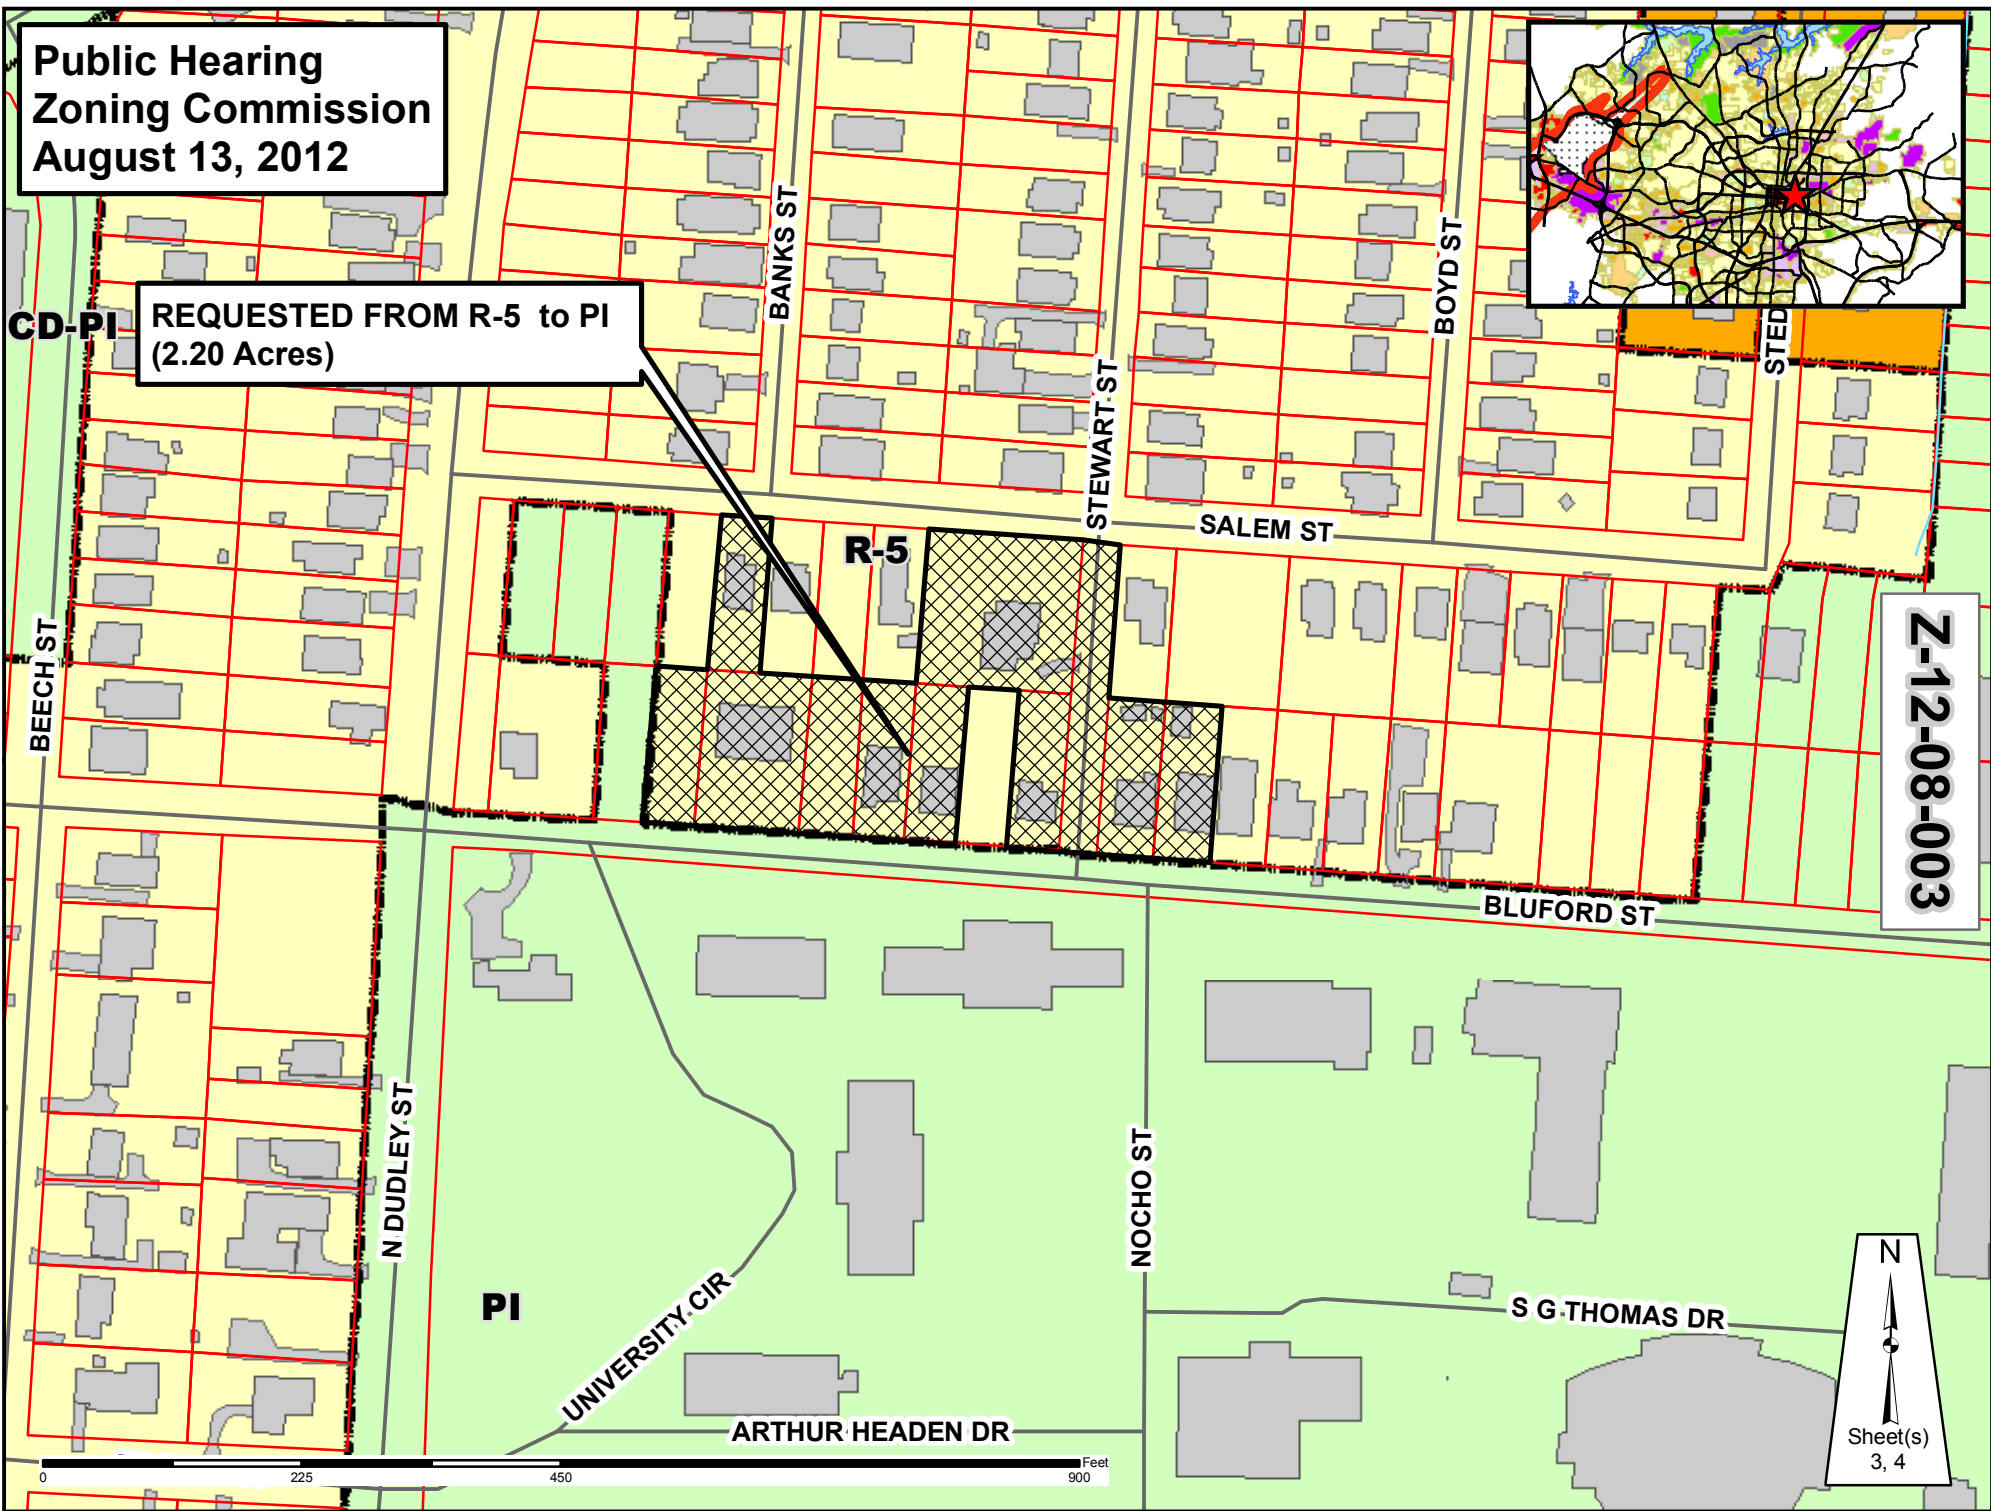 Public Hearing
Zoning Commission
August 13, 2012
REQUESTED FROM R-5 to PI
(2.20 Acres)
CD-PI
BANKS ST
STEWART ST
BOYD ST
STED
SALEM ST
R-5
BEECH ST
Z-12-08-003
BLUFORD ST
N DUDLEY ST
NOCHO ST
PI
UNIVERSITY CIR
S G THOMAS DR
ARTHUR HEADEN DR
N
Sheet(s)
3, 4
0 225 450 900 Feet